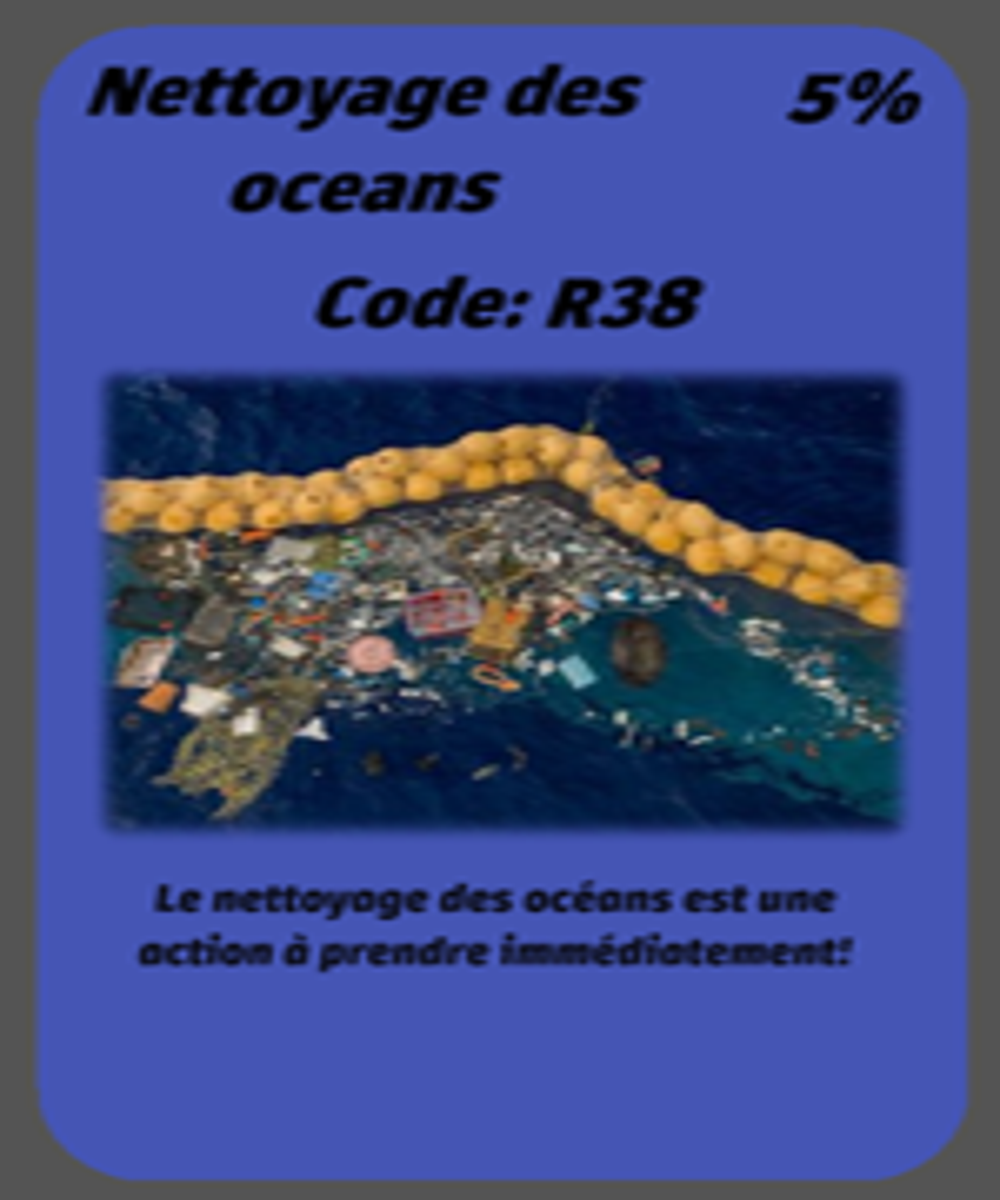 Nettoyage des
5%
oceans
Code: R38
Le nettoyage des océans est une
action à prendre immédiatement!